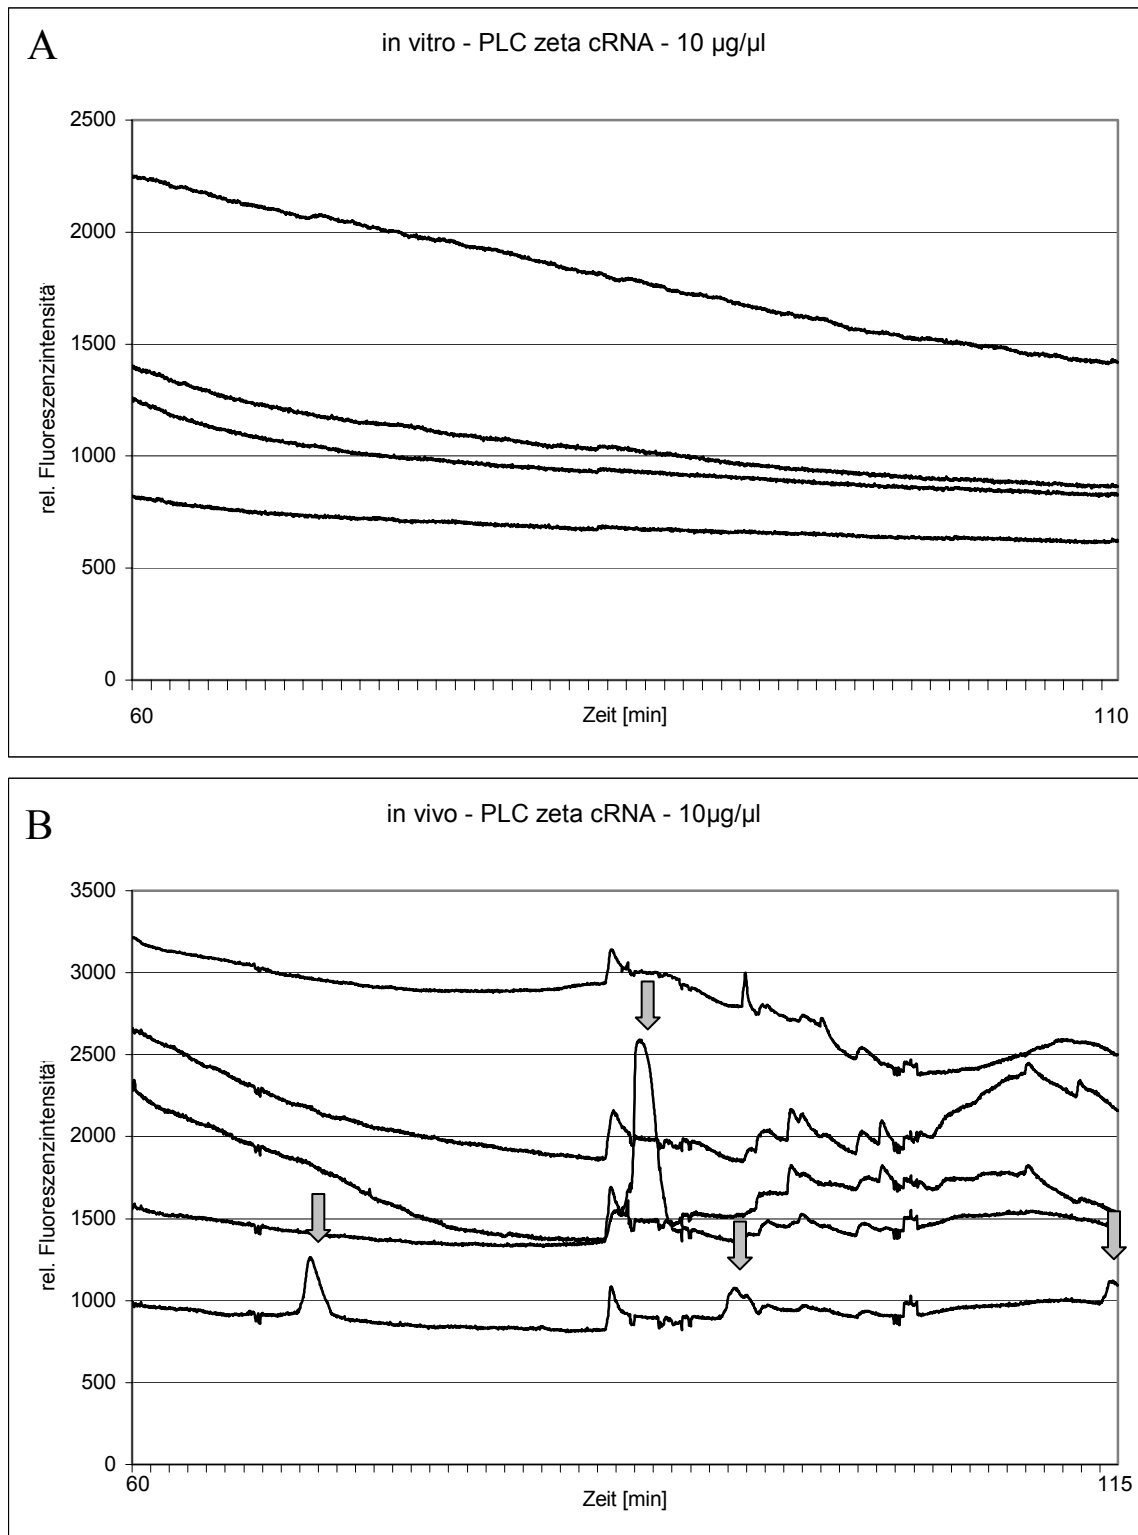 A
in vitro - PLC zeta cRNA - 10 µg/µl
2500
2000
1500
1000
500
0
rel. Fluoreszenzintensitä
60
Zeit [min]
110
B
in vivo - PLC zeta cRNA - 10µg/µl
3500
3000
2500
2000
1500
1000
500
0
rel. Fluoreszenzintensitä
60
Zeit [min]
115